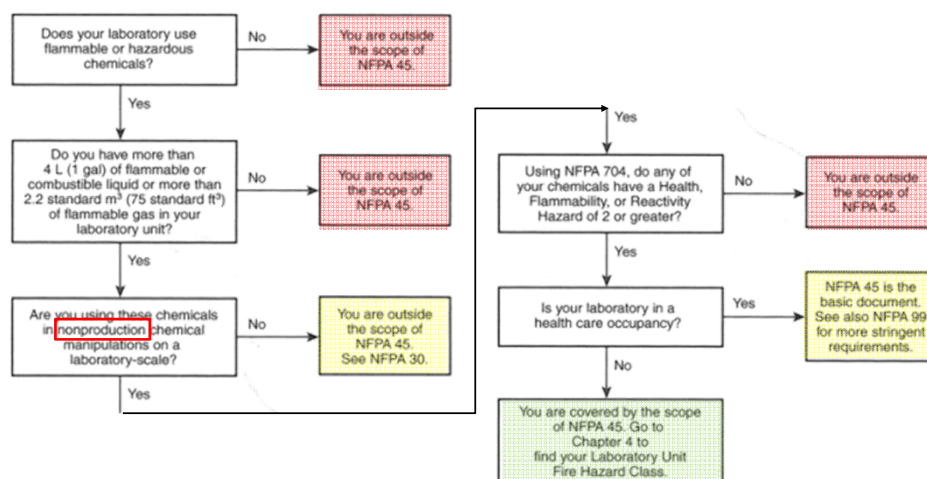 Does your laboratory use
flammable or hazardous
chemicals?
No
You are outside
the scope of
NFPA 45.
Yes
Do you have more than
4 L (1 gal) of flammable or
combustible liquid or more than
2.2 standard m³ (75 standard ft³)
of flammable gas in your
laboratory unit?
No
You are outside
the scope of
NFPA 45.
Yes
Are you using these chemicals
in nonproduction chemical
manipulations on a
laboratory-scale?
No
You are outside
the scope of
NFPA 45.
See NFPA 30.
Yes
Yes
Using NFPA 704, do any of
your chemicals have a Health,
Flammability, or Reactivity
Hazard of 2 or greater?
No
You are outside
the scope of
NFPA 45.
Yes
Is your laboratory in a
health care occupancy?
Yes
NFPA 45 is the
basic document.
See also NFPA 99
for more stringent
requirements.
No
You are covered by the scope
of NFPA 45. Go to
Chapter 4 to
find your Laboratory Unit
Fire Hazard Class.